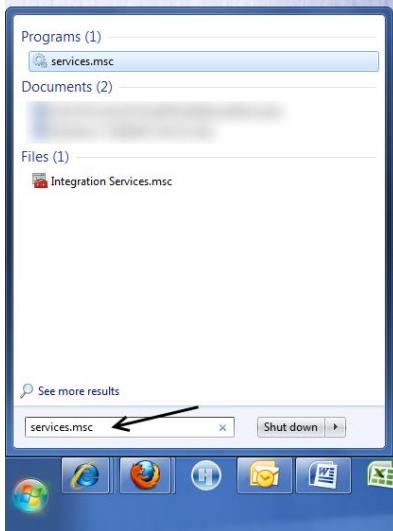 Programs (1)
services.msc
Documents (2)
Files (1)
Integration Services.msc
See more results
services.msc
Shut down